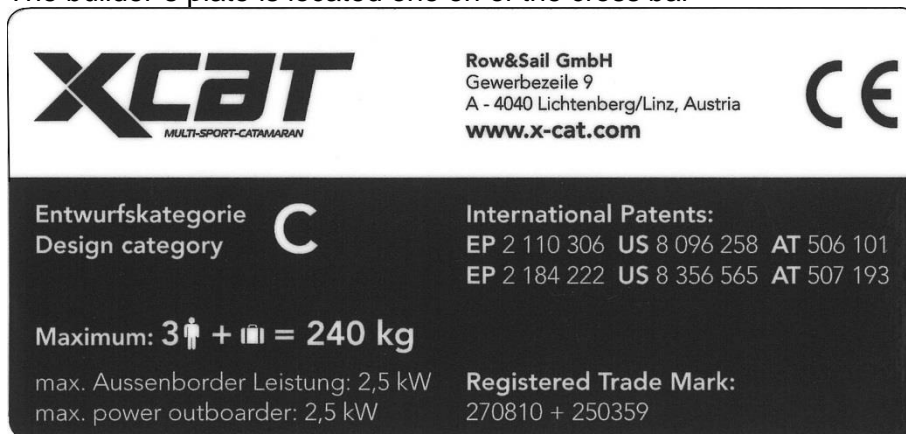 The builder's plate is located one on of the cross bar
xcat
MULTI-SPORT-CATAMARAN
Row&Sail GmbH
Gewerbezeile 9
A - 4040 Lichtenberg/Linz, Austria
www.x-cat.com
CE
Entwurfskategorie
Design category
C
Maximum: 3 + = 240 kg
max. Aussenborder Leistung: 2,5 kW
max. power outboarder: 2,5 kW
International Patents:
EP 2 110 306 US 8 096 258 AT 506 101
EP 2 184 222 US 8 356 565 AT 507 193
Registered Trade Mark:
270810 + 250359